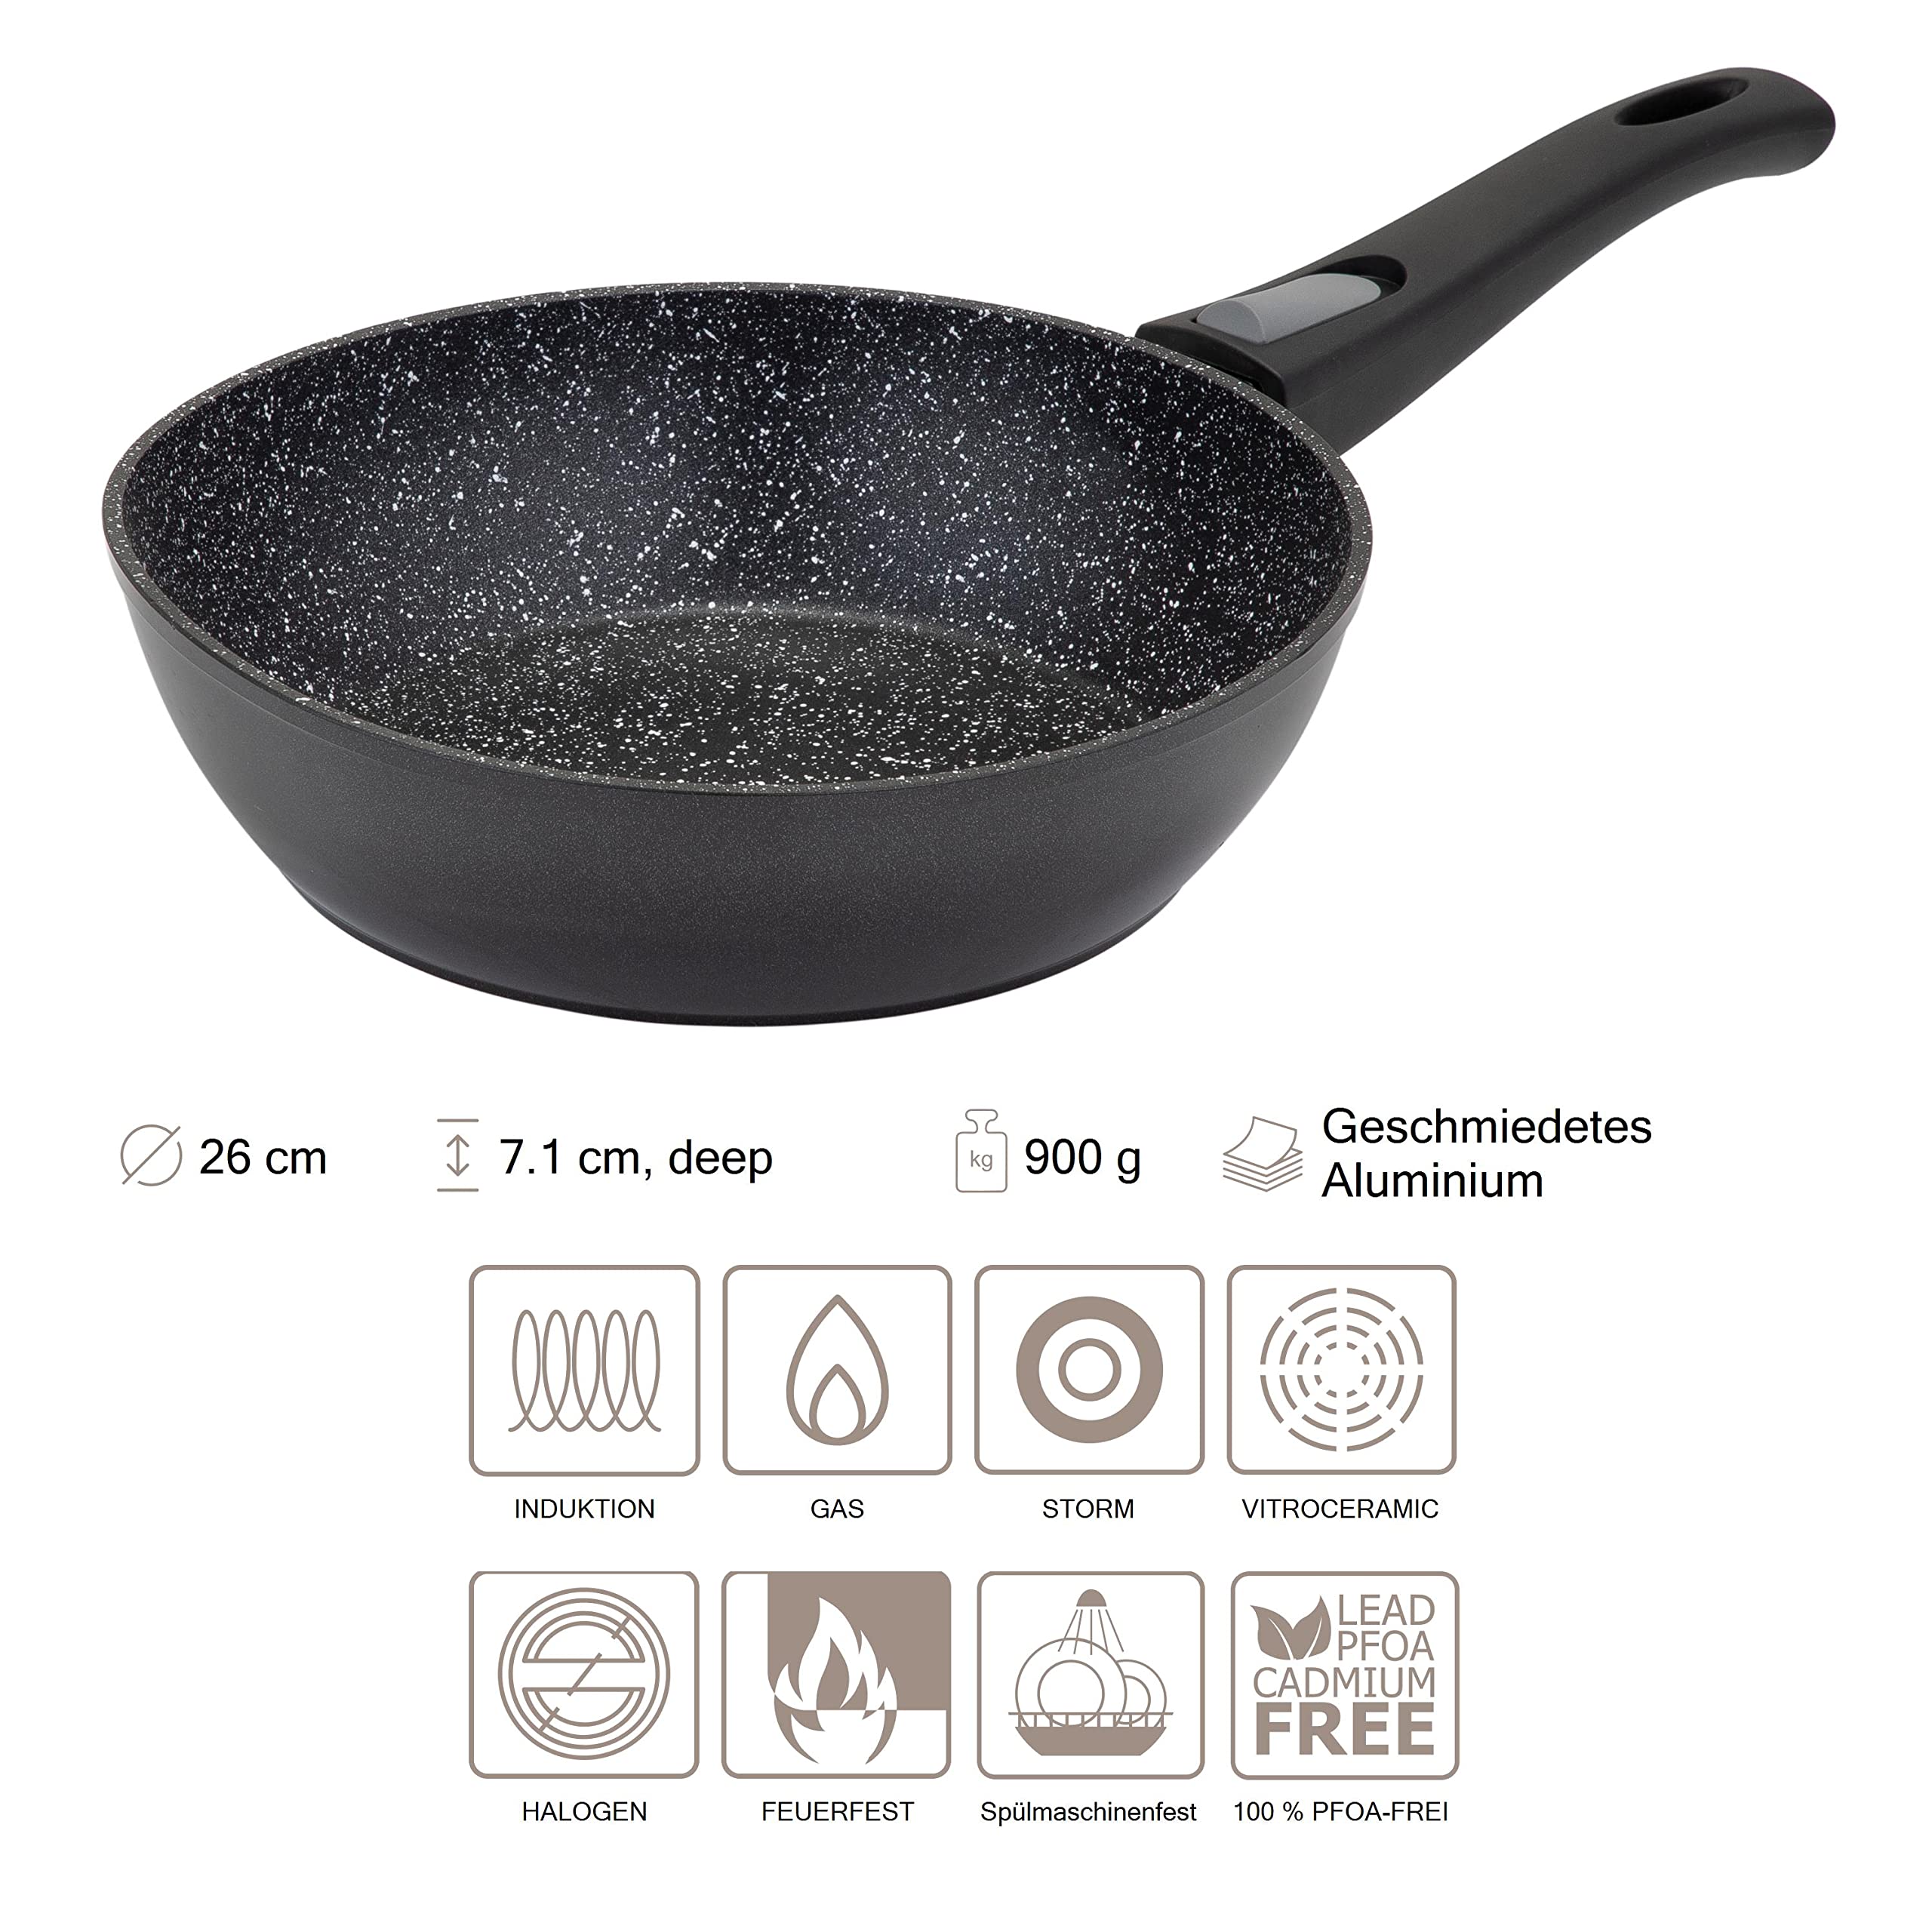 26 cm
7.1 cm, deep
kg
900 g
Geschmiedetes
Aluminium
INDUKTION
GAS
STORM
VITROCERAMIC
LEAD
PFOA
CADMIUM
FREE
HALOGEN
FEUERFEST
Spülmaschinenfest
100 % PFOA-FREI